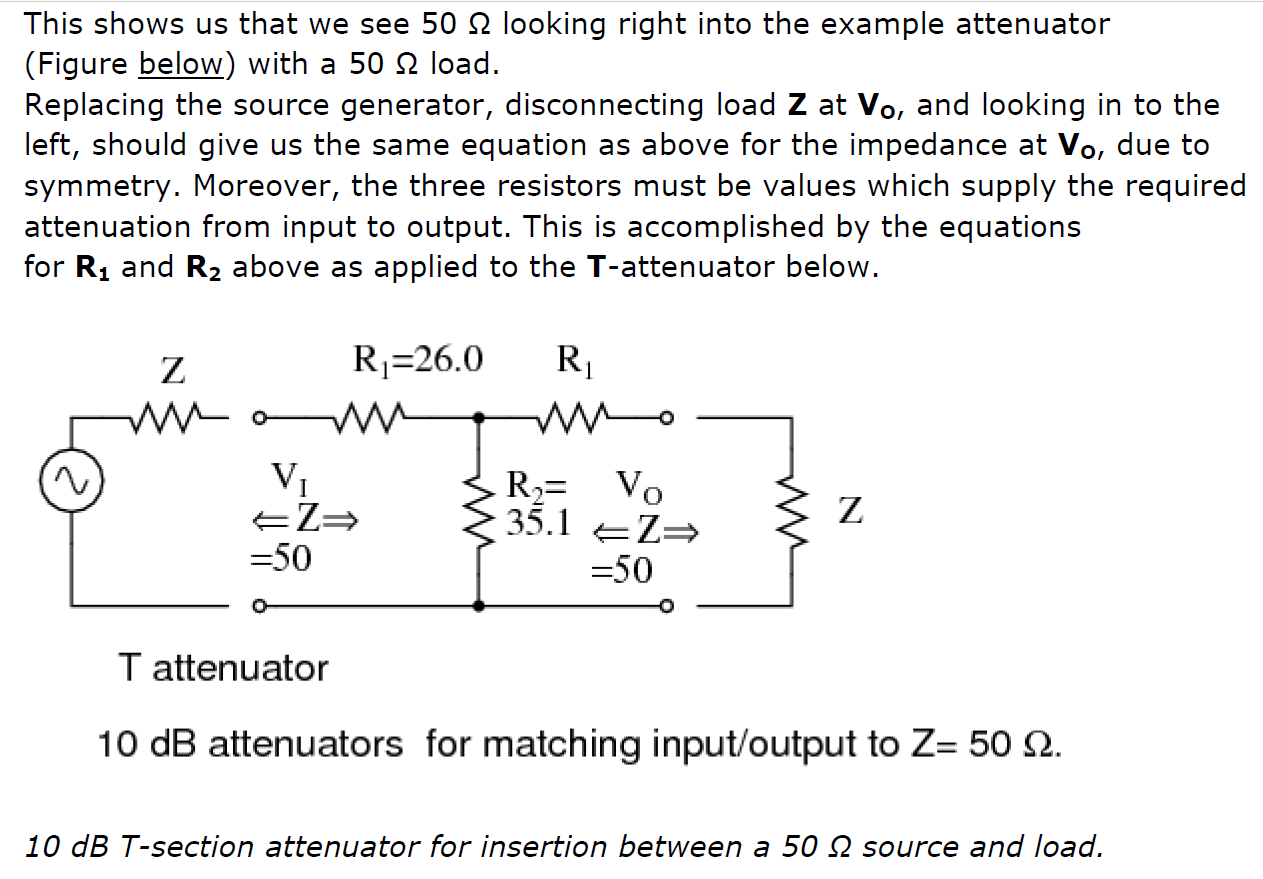 This shows us that we see 50 Ω looking right into the example attenuator
(Figure below) with a 50 Ω load.
Replacing the source generator, disconnecting load Z at VO, and looking in to the
left, should give us the same equation as above for the impedance at VO, due to
symmetry. Moreover, the three resistors must be values which supply the required
attenuation from input to output. This is accomplished by the equations
for R1 and R2 above as applied to the T-attenuator below.
Z
R1=26.0
R1
VI
⇐Z⇒
=50
R2=
35.1
VO
⇐Z⇒
=50
Z
T attenuator
10 dB attenuators for matching input/output to Z= 50 Ω.
10 dB T-section attenuator for insertion between a 50 Ω source and load.